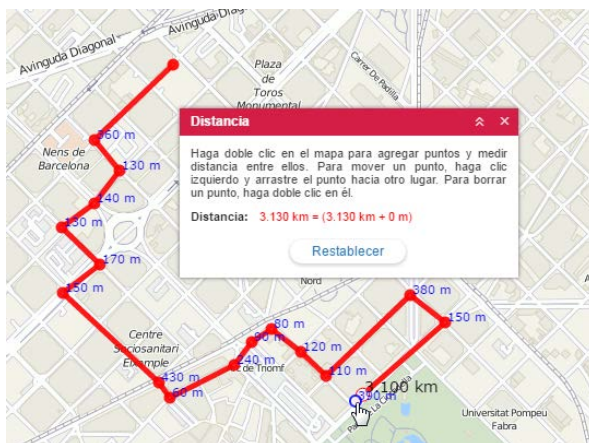 Avinguda Diagonal
Avinguda Diagonal
Plaza
de
Toros
Monumental
Carrer De Padilla
360 m
Nens de
Barcelona
130 m
140 m
130 m
170 m
150 m
Distancia
Haga doble clic en el mapa para agregar puntos y medir
distancia entre ellos. Para mover un punto, haga clic
izquierdo y arrastre el punto hacia otro lugar. Para borrar
un punto, haga doble clic en él.
Distancia: 3.130 km = (3.130 km + 0 m)
Restablecer
Nord
380 m
150 m
80 m
90 m
120 m
Centre
Sociosanitari
Eixample
240 m
de Triomf
110 m
430 m
60 m
3.100 km
390 m
Universitat Pompeu
Fabra